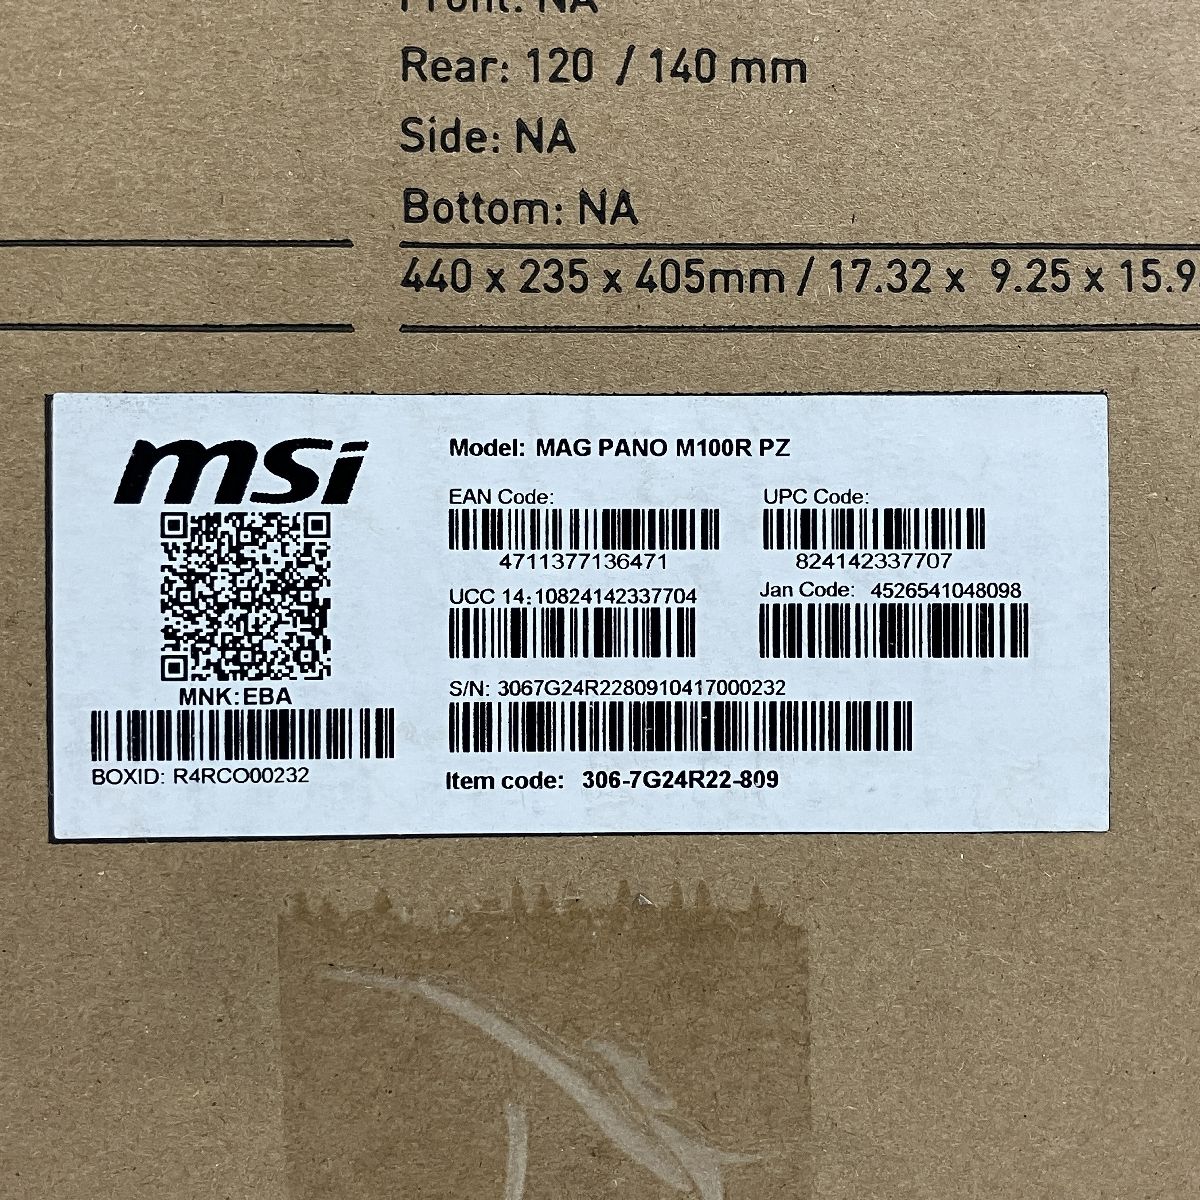 Front: NA
Rear: 120 / 140 mm
Side: NA
Bottom: NA
440 x 235 x 405mm / 17.32 x 9.25 x 15.9
msi
Model: MAG PANO M100R PZ
EAN Code:
4711377136471
UPC Code:
824142337707
UCC 14:10824142337704
Jan Code: 4526541048098
MNK:EBA
S/N: 3067G24R2280910417000232
BOXID: R4RCO00232
Item code: 306-7G24R22-809